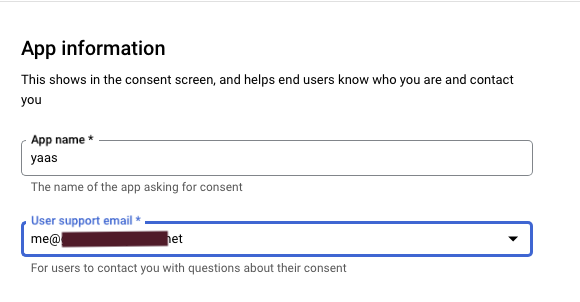 App information
This shows in the consent screen, and helps end users know who you are and contact
you
App name *
yaas
The name of the app asking for consent
User support email *
me@ net
For users to contact you with questions about their consent